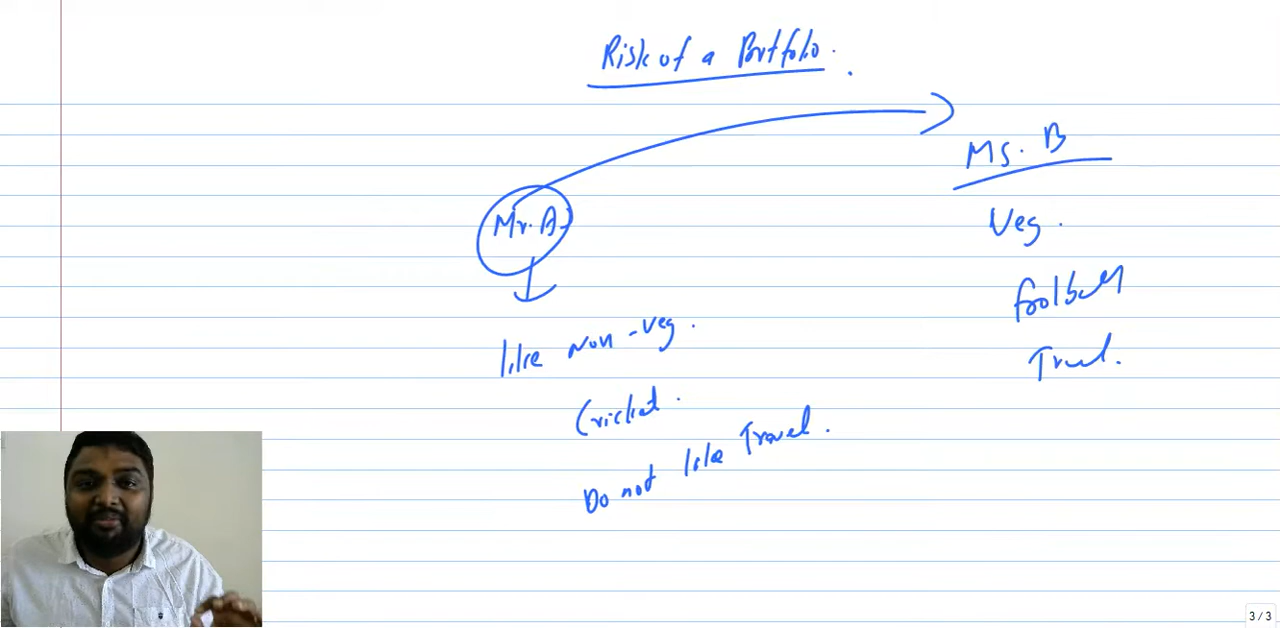 Risk of a Portfolio.
Mr. A
like Non-Veg.
Cricket.
Do not like Travel.
Ms. B
Veg.
football
Travel.
3 / 3